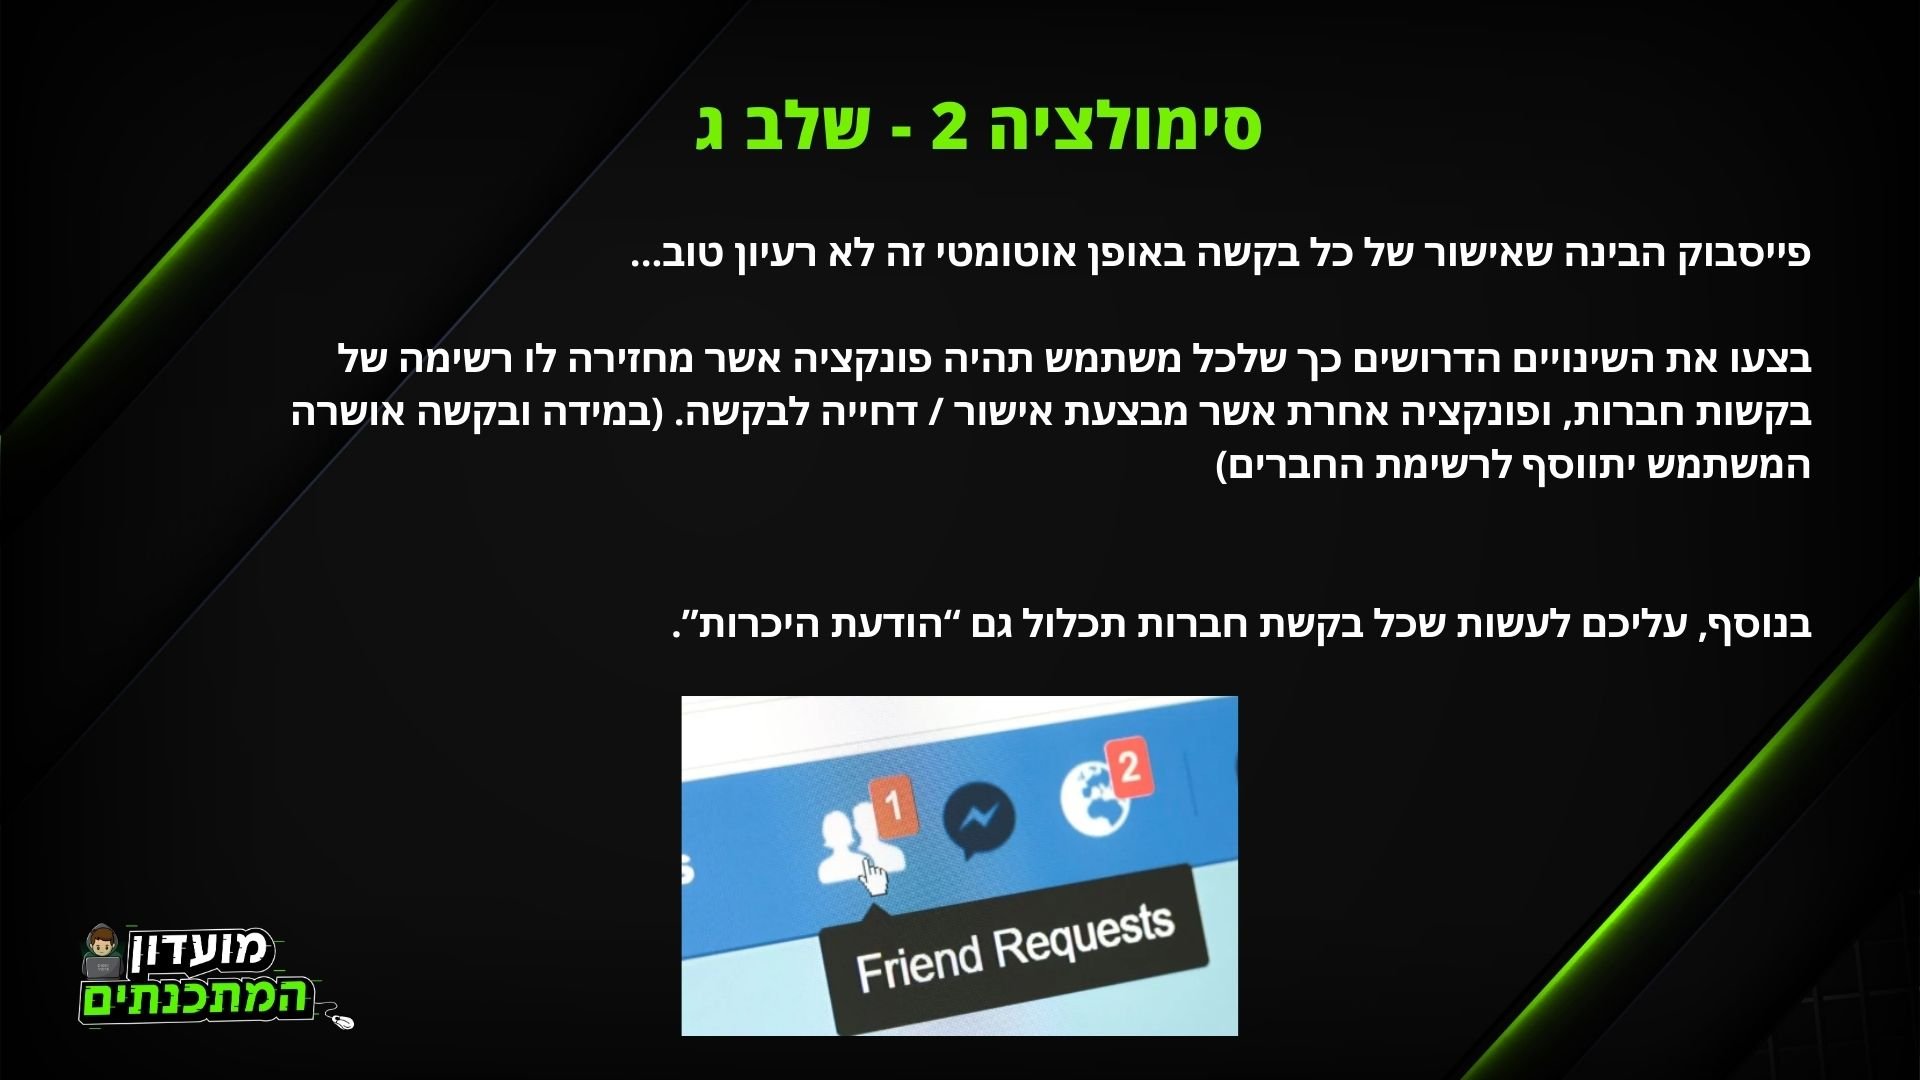 סימולציה 2 - שלב ג
פייסבוק הבינה שאישור של כל בקשה באופן אוטומטי זה לא רעיון טוב...
בצעו את השינויים הדרושים כך שלכל משתמש תהיה פונקציה אשר מחזירה לו רשימה של
בקשות חברות, ופונקציה אחרת אשר מבצעת אישור / דחייה לבקשה. (במידה ובקשה אושרה
המשתמש יתווסף לרשימת החברים)
בנוסף, עליכם לעשות שכל בקשת חברות תכלול גם “הודעת היכרות”.
1
2
s
Friend Requests
מועדון
המתכנתים